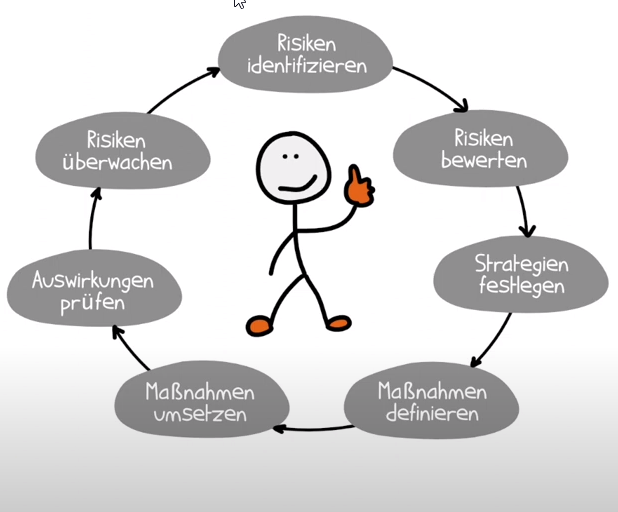 Risiken
identifizieren
Risiken
bewerten
Strategien
festlegen
Maßnahmen
definieren
Maßnahmen
umsetzen
Auswirkungen
prüfen
Risiken
überwachen